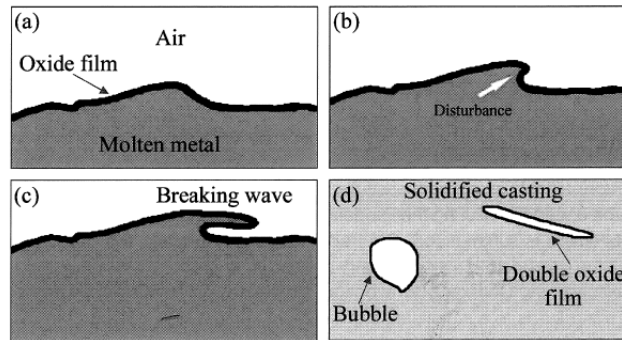 (a)
Air
Oxide film
Molten metal
(b)
Disturbance
(c)
Breaking wave
(d)
Solidified casting
Double oxide
film
Bubble